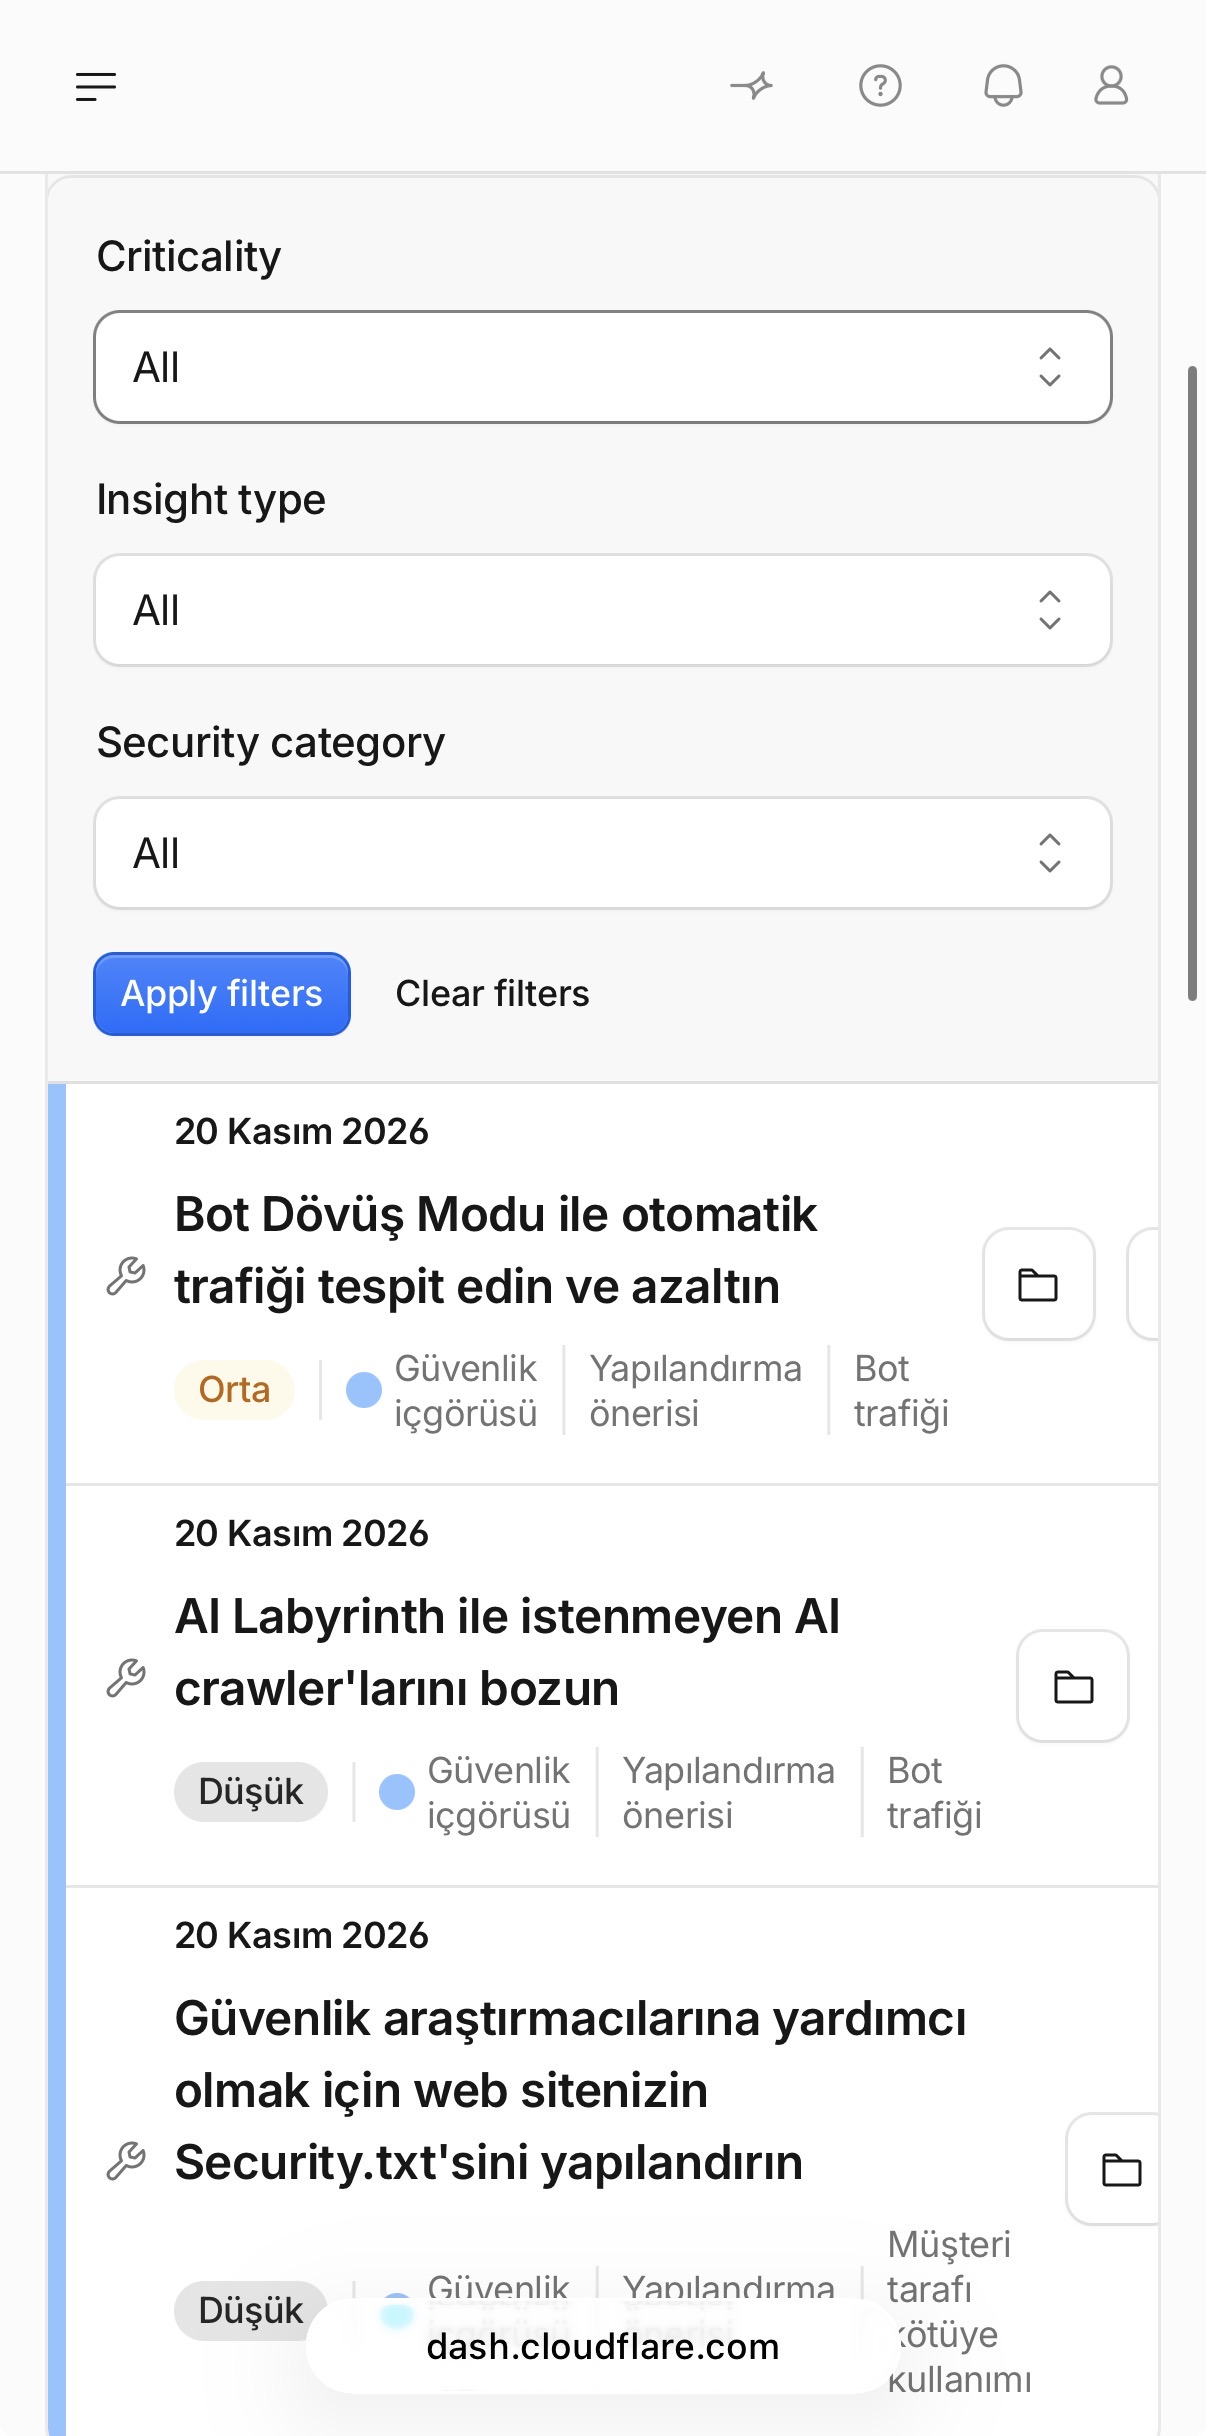 Criticality
All
Insight type
All
Security category
All
Apply filters Clear filters
20 Kasım 2026
Bot Dövüş Modu ile otomatik
trafiği tespit edin ve azaltın
Orta
Güvenlik
içgörüsü
Yapılandırma
önerisi
Bot
trafiği
20 Kasım 2026
AI Labyrinth ile istenmeyen AI
crawler'larını bozun
Düşük
Güvenlik
içgörüsü
Yapılandırma
önerisi
Bot
trafiği
20 Kasım 2026
Güvenlik araştırmacılarına yardımcı
olmak için web sitenizin
Security.txt'sini yapılandırın
Düşük
Güvenlik
içgörüsü
Yapılandırma
önerisi
Müşteri
tarafı
kötüye
kullanımı
dash.cloudflare.com